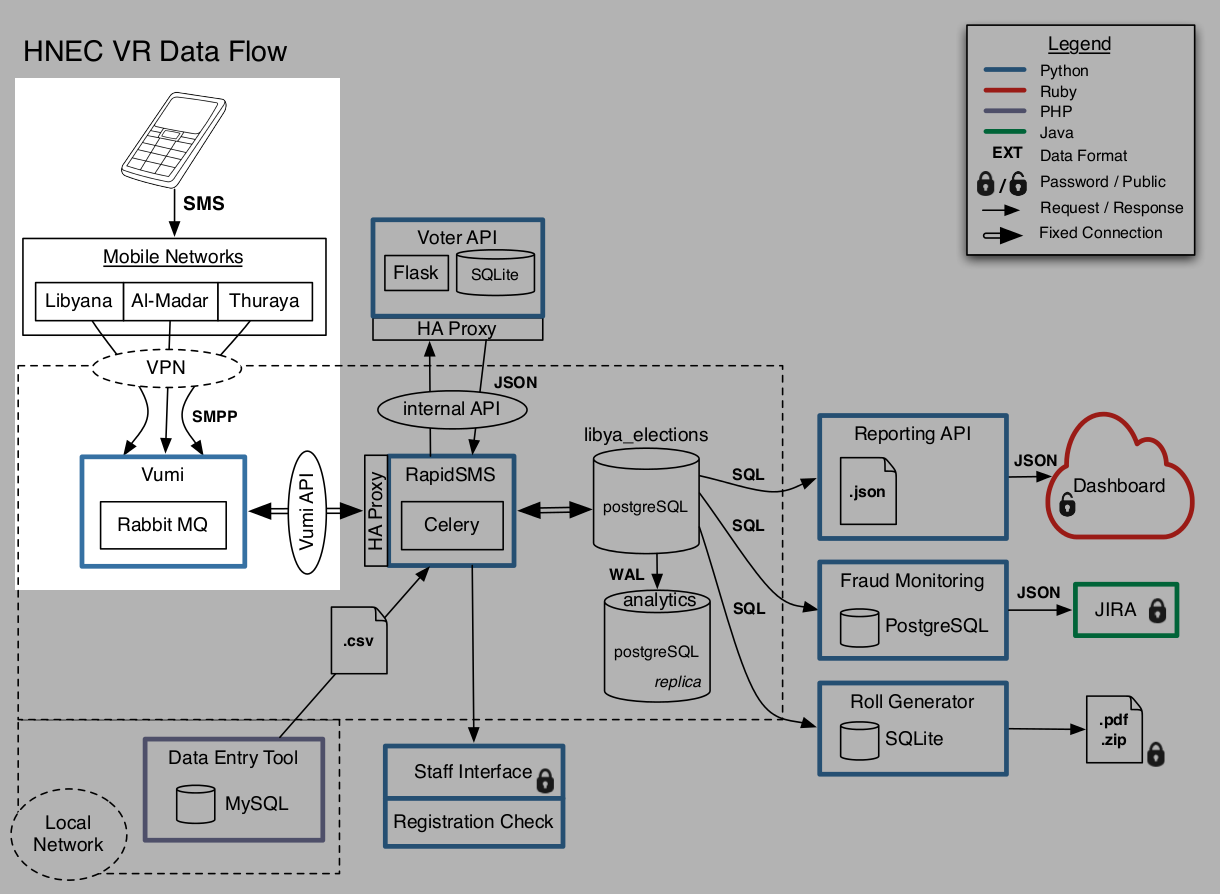 HNEC VR Data Flow
Legend
Python
Ruby
PHP
Java
EXT Data Format
/ Password / Public
Request / Response
Fixed Connection
SMS
Mobile Networks
Libyana Al-Madar Thuraya
VPN
SMPP
Vumi
Rabbit MQ
Vumi API
Voter API
Flask SQLite
HA Proxy
JSON
internal API
HA Proxy
RapidSMS
Celery
libya_elections
postgreSQL
WAL
analytics
postgreSQL
replica
SQL
SQL
SQL
Reporting API
.json
JSON
Dashboard
Fraud Monitoring
PostgreSQL
JSON
JIRA
Roll Generator
SQLite
.pdf
.zip
.csv
Data Entry Tool
MySQL
Local
Network
Staff Interface
Registration Check